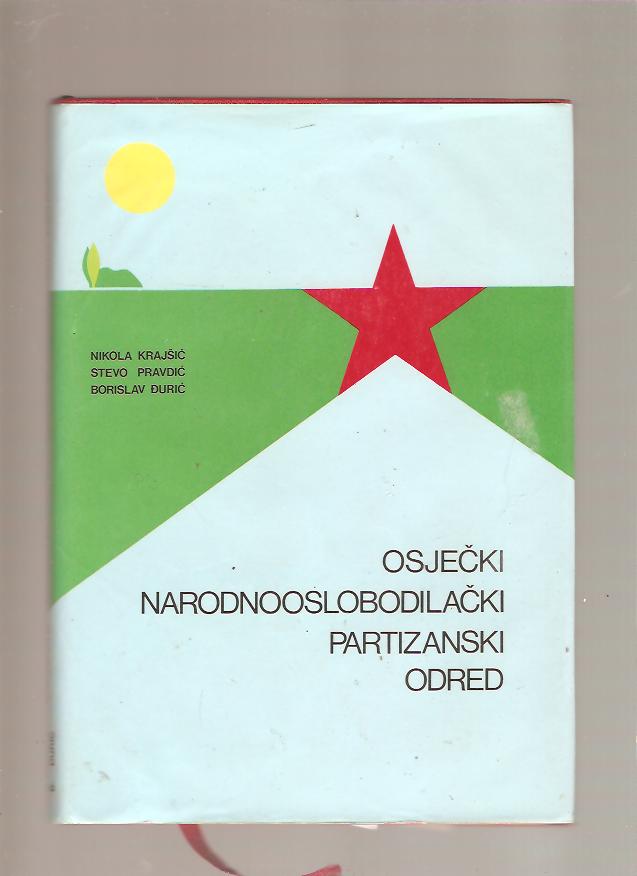 NIKOLA KRAJŠIĆ
STEVO PRAVDIĆ
BORISLAV ĐURIĆ
OSJEČKI
NARODNOOSLOBODILAČKI
PARTIZANSKI
ODRED